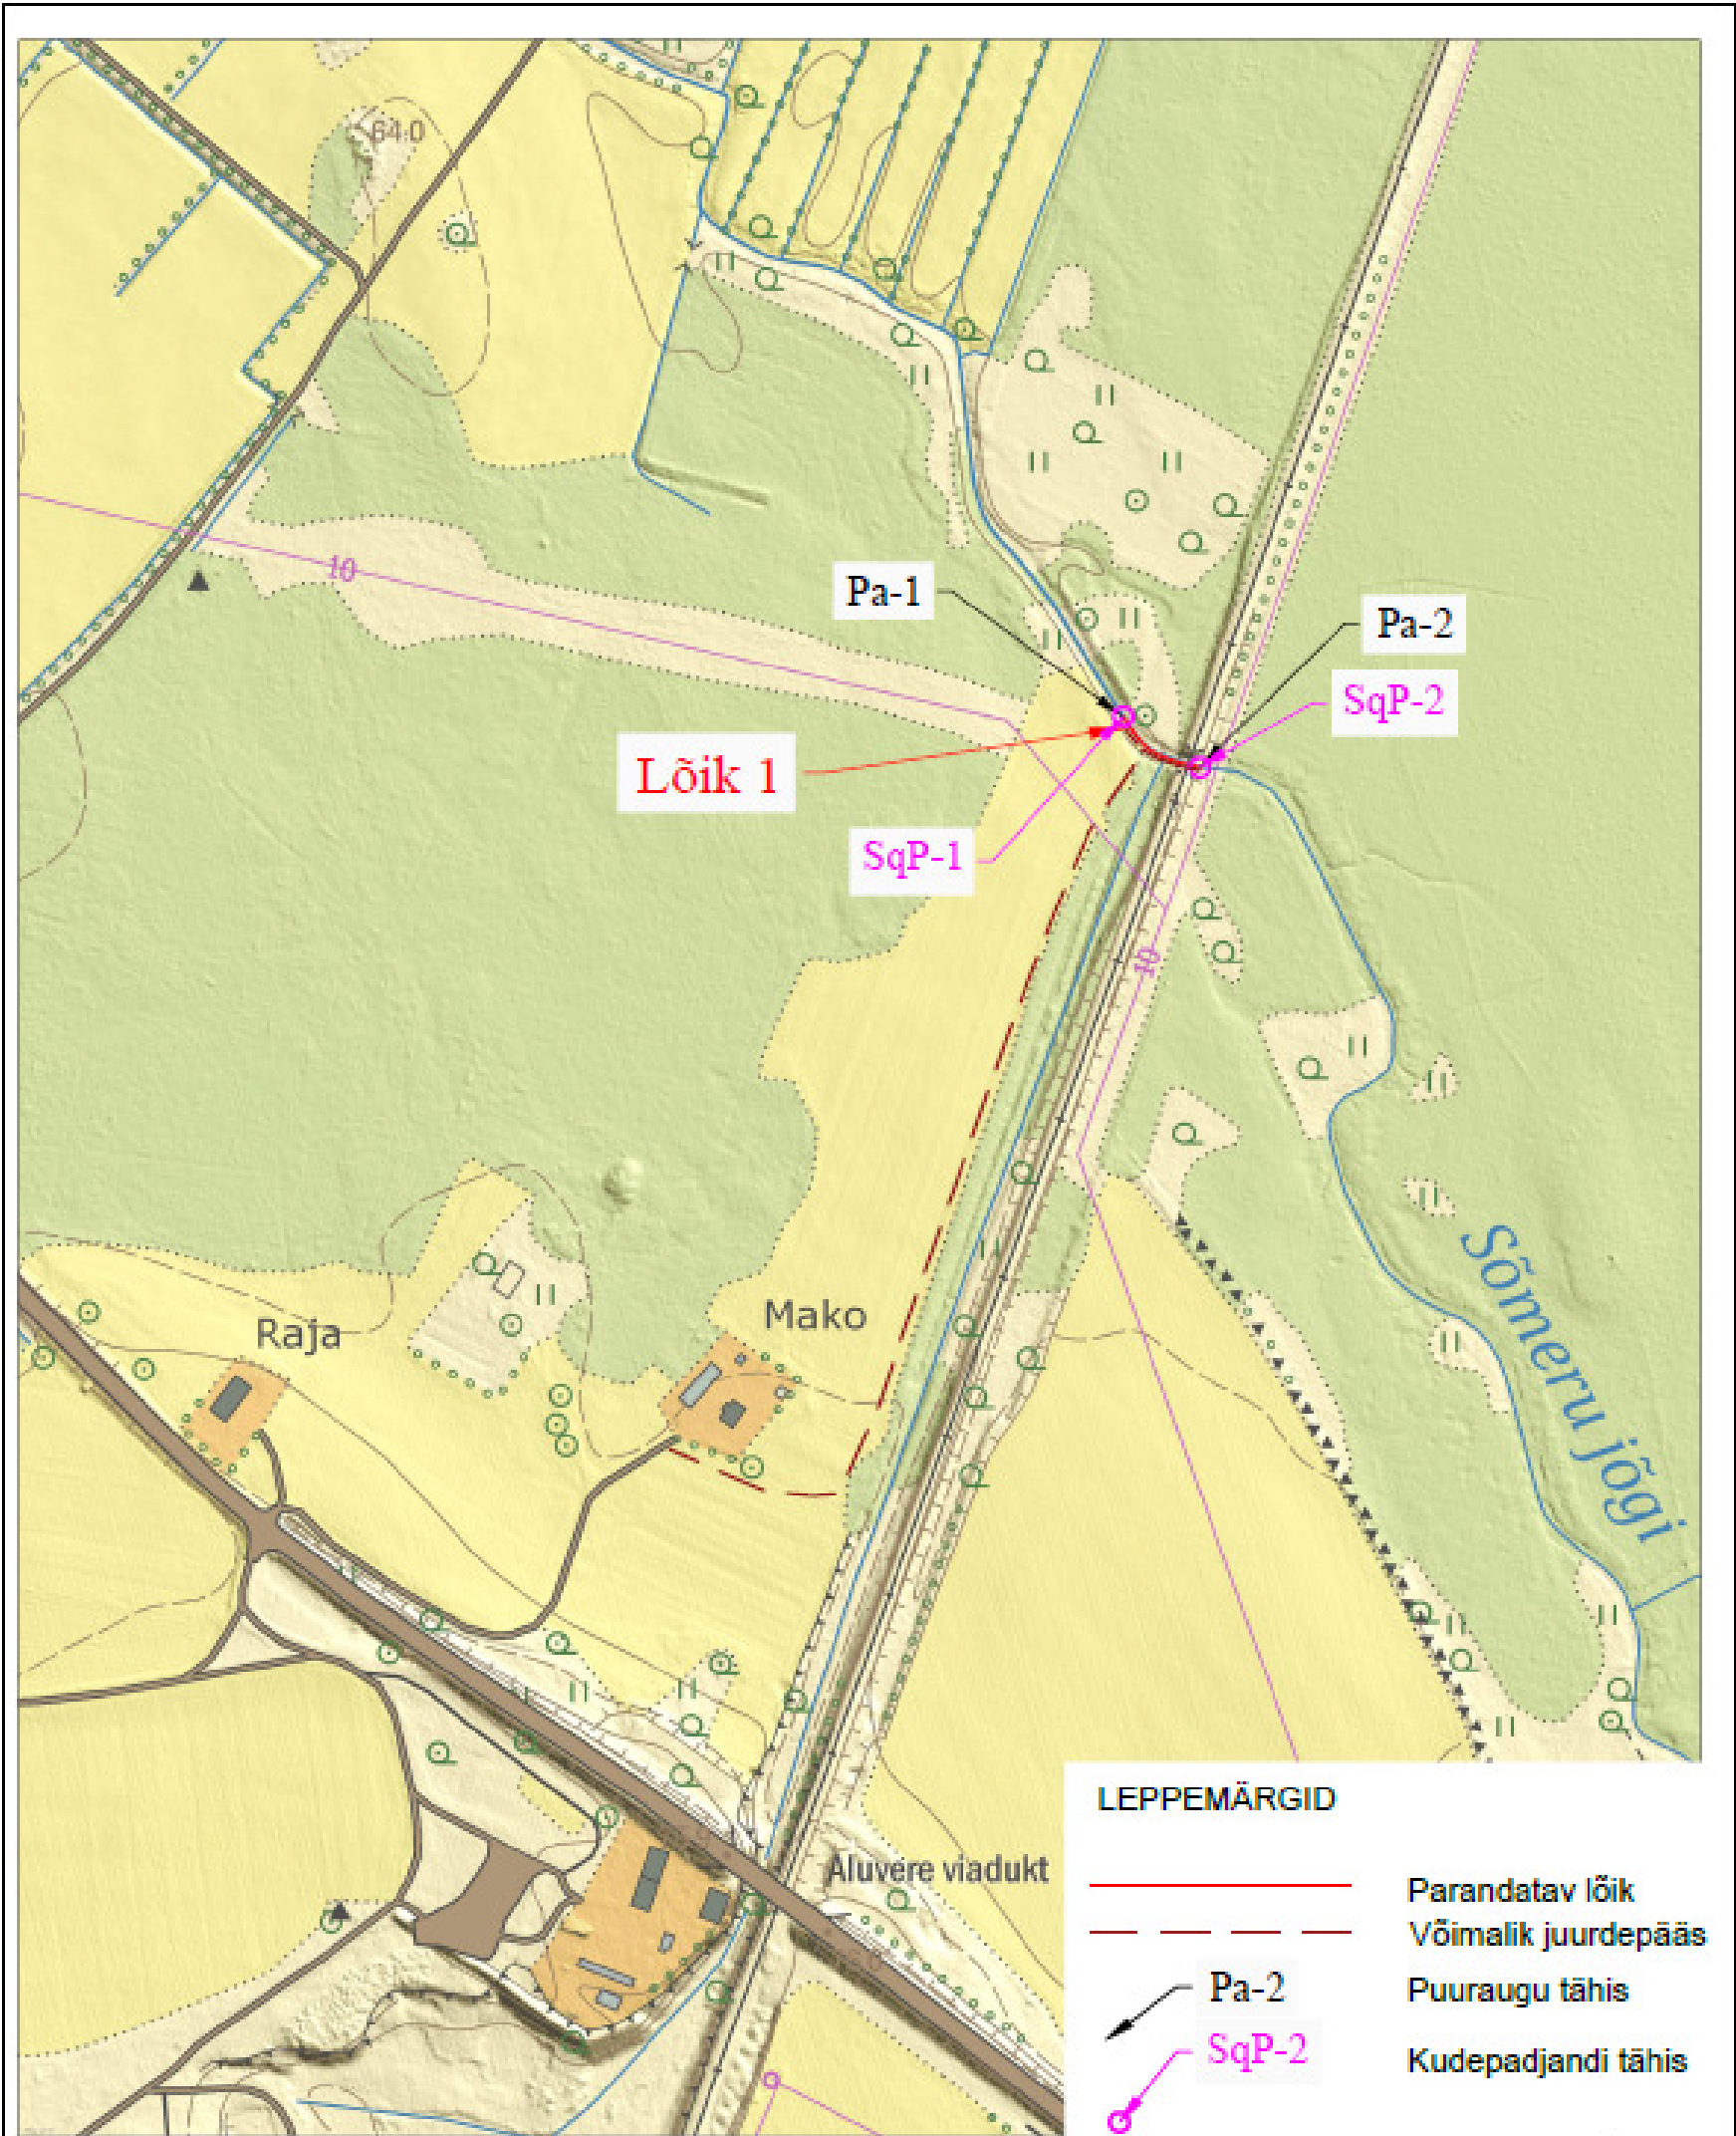 64.0
10
Pa-1
Pa-2
SqP-2
Lõik 1
SqP-1
10
Sõmeru jõgi
Mako
Raja
Aluvere viadukt
LEPPEMÄRGID
Parandatav lõik
Võimalik juurdepääs
Pa-2
Puuraugu tähis
SqP-2
Kudepadjandi tähis